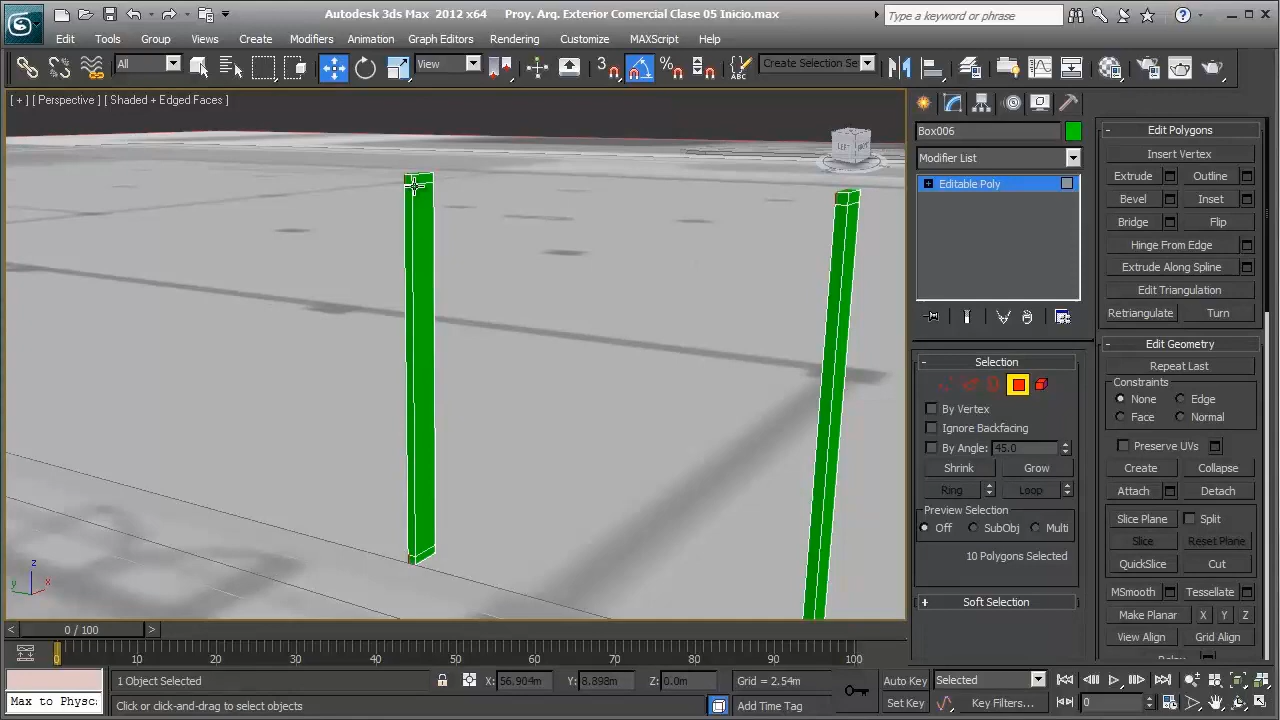 Autodesk 3ds Max 2012 x64 Proy. Arq. Exterior Comercial Clase 05 Inicio.max
Type a keyword or phrase
Edit Tools Group Views Create Modifiers Animation Graph Editors Rendering Customize MAXScript Help
All View 3 Create Selection Se
[ + ] [ Perspective ] [ Shaded + Edged Faces ]
LEFT
Box006
Modifier List
Editable Poly
Selection
By Vertex
Ignore Backfacing
By Angle: 45.0
Shrink Grow
Ring Loop
Preview Selection
Off SubObj Multi
10 Polygons Selected
Soft Selection
Edit Polygons
Insert Vertex
Extrude Outline
Bevel Inset
Bridge Flip
Hinge From Edge
Extrude Along Spline
Edit Triangulation
Retriangulate Turn
Edit Geometry
Repeat Last
Constraints
None Edge
Face Normal
Preserve UVs
Create Collapse
Attach Detach
Slice Plane Split
Slice Reset Plane
QuickSlice Cut
MSmooth Tessellate
Make Planar X Y Z
View Align Grid Align
Relax
z
y x
0 / 100
0 10 20 30 40 50 60 70 80 90 100
1 Object Selected X: 56.904m Y: 8.898m Z: 0.0m Grid = 2.54m Auto Key Selected
Max to Physc: Click or click-and-drag to select objects Add Time Tag Set Key Key Filters... 0